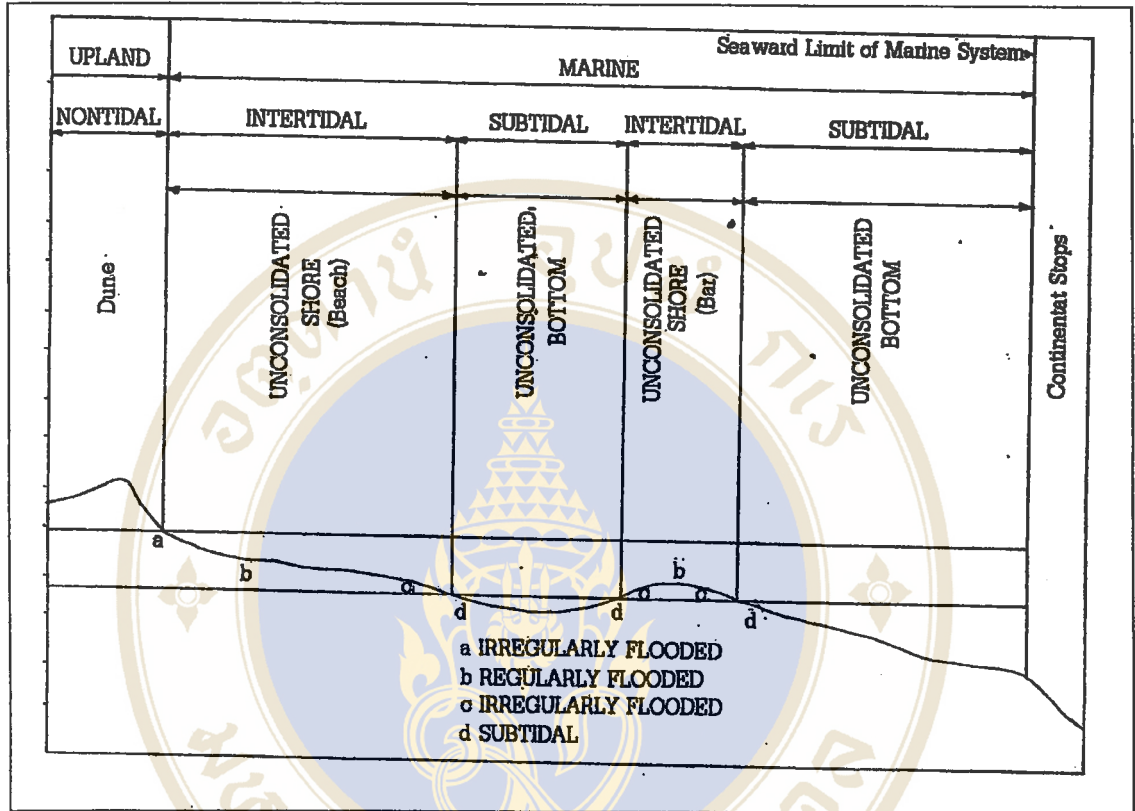 Seaward Limit of Marine System
UPLAND
MARINE
NONTIDAL
INTERTIDAL
SUBTIDAL
INTERTIDAL
SUBTIDAL
Dune
UNCONSOLIDATED
SHORE
(Beach)
UNCONSOLIDATED
BOTTOM
UNCONSOLIDATED
SHORE
(Bar)
UNCONSOLIDATED
BOTTOM
Continentat Stops
a
b
c
d
d
c
b
c
d
a IRREGULARLY FLOODED
b REGULARLY FLOODED
c IRREGULARLY FLOODED
d SUBTIDAL